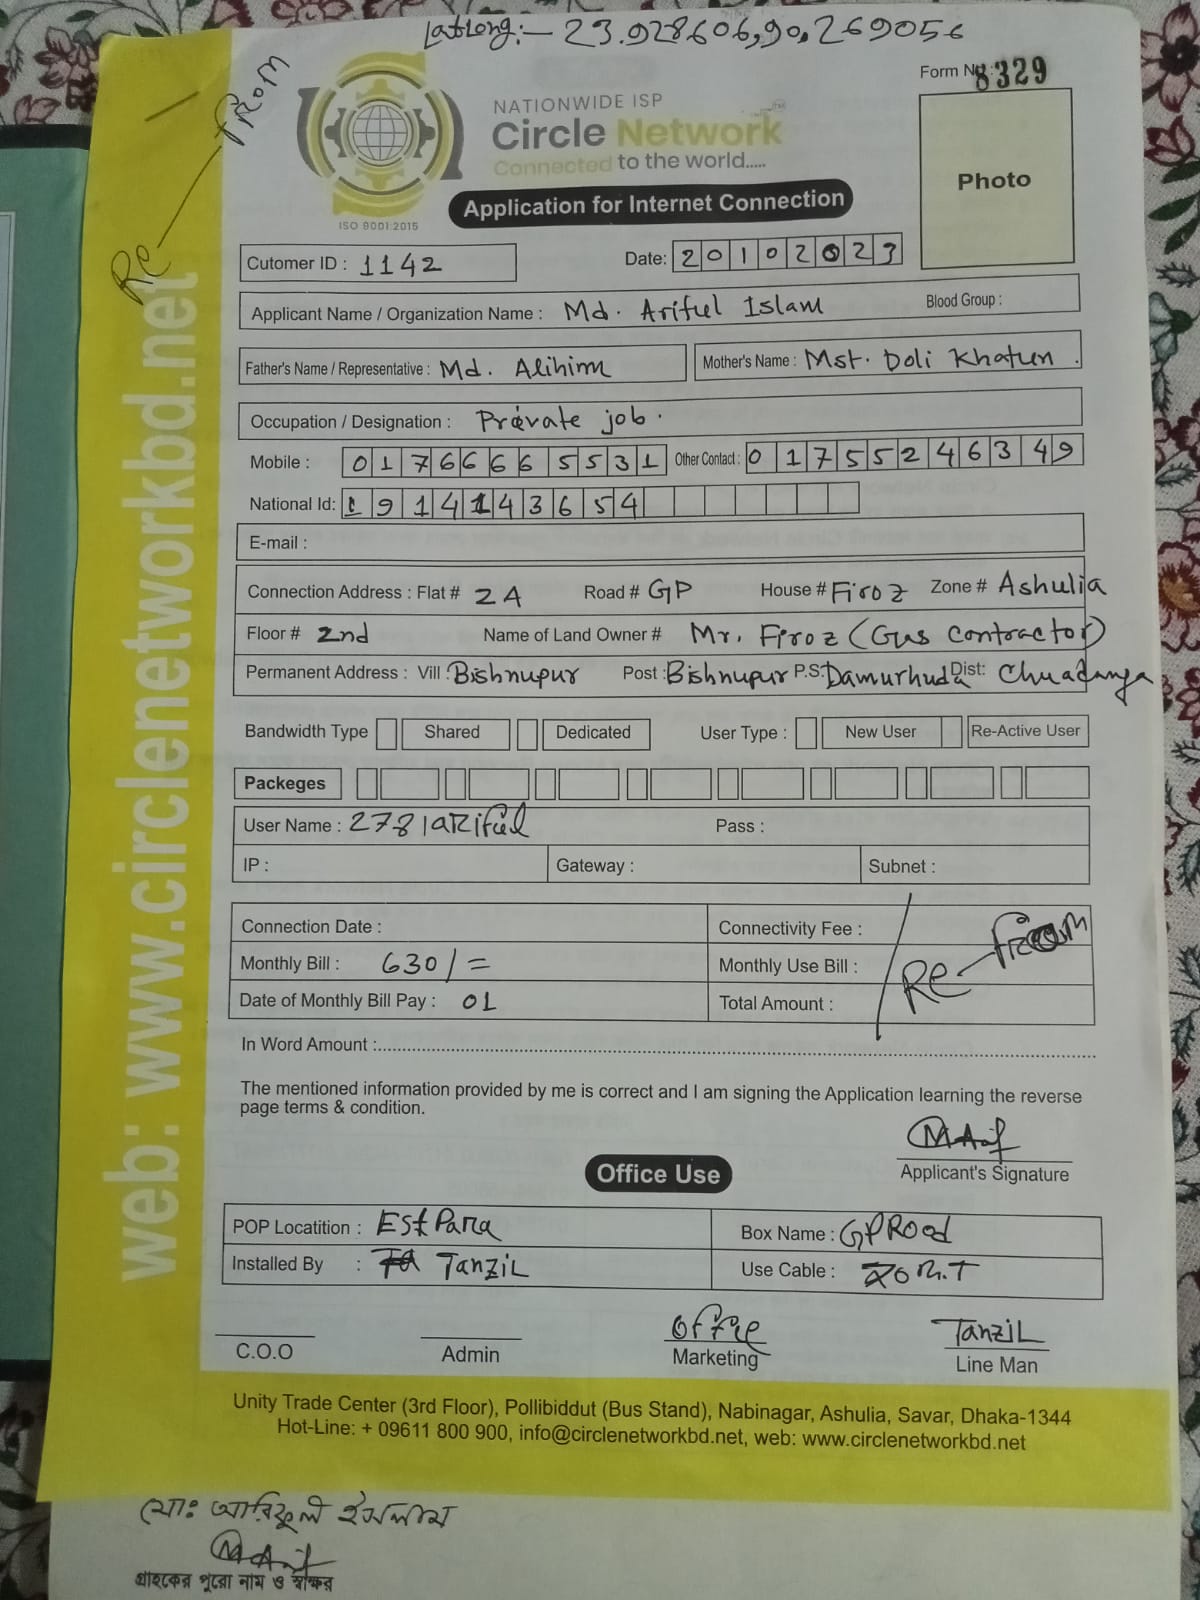 Latlong:- 23.928606,90,269056
Re-from
Form No: 8329
NATIONWIDE ISP
Circle Network
Connected to the world.....
ISO 9001:2015
Application for Internet Connection
Photo
Cutomer ID : 1142
Date: 20102023
Applicant Name / Organization Name : Md. Ariful Islam Blood Group :
Father's Name / Representative : Md. Alihim Mother's Name : Mst. Doli Khatun .
Occupation / Designation : Private job .
Mobile : 01766665531 Other Contact : 01755246349
National Id: 1914143654
E-mail :
Connection Address : Flat # 2A Road # GP House # Firoz Zone # Ashulia
Floor # 2nd Name of Land Owner # Mr. Firoz (Gas contractor)
Permanent Address : Vill : Bishnupur Post : Bishnupur P.S: Damurhuda Dist: Chuadanga
Bandwidth Type Shared Dedicated User Type : New User Re-Active User
Packeges
User Name : 2781ariful Pass :
IP : Gateway : Subnet :
Connection Date : Connectivity Fee :
Monthly Bill : 630/= Monthly Use Bill :
Date of Monthly Bill Pay : 01 Total Amount :
Re-from
In Word Amount :
The mentioned information provided by me is correct and I am signing the Application learning the reverse
page terms & condition.
MArif
Applicant's Signature
Office Use
POP Locatition : Est Para Box Name : GP Road
Installed By : Tanzil Use Cable : 20 M.T
office Tanzil
C.O.O Admin Marketing Line Man
Unity Trade Center (3rd Floor), Pollibiddut (Bus Stand), Nabinagar, Ashulia, Savar, Dhaka-1344
Hot-Line: + 09611 800 900, info@circlenetworkbd.net, web: www.circlenetworkbd.net
web: www.circlenetworkbd.net
মোঃ আরিফুল ইসলাম
MArif
গ্রাহকের পুরো নাম ও স্বাক্ষর